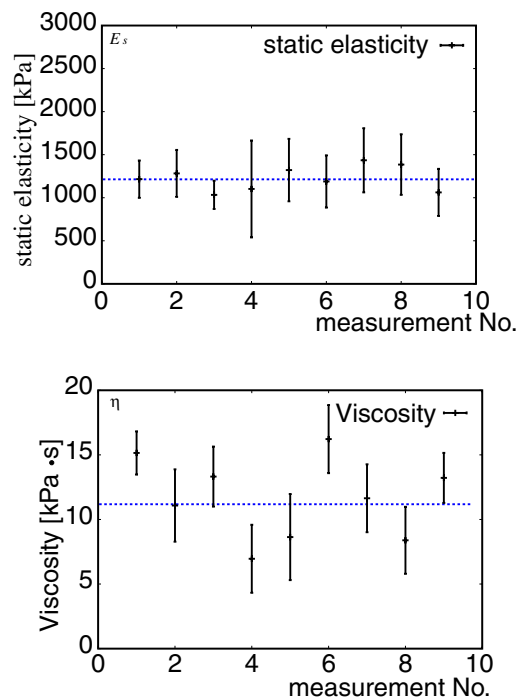 E s
static elasticity
static elasticity [kPa]
3000
2500
2000
1500
1000
500
0
0 2 4 6 8 10
measurement No.
η
Viscosity
Viscosity [kPa •s]
20
15
10
5
0
0 2 4 6 8 10
measurement No.